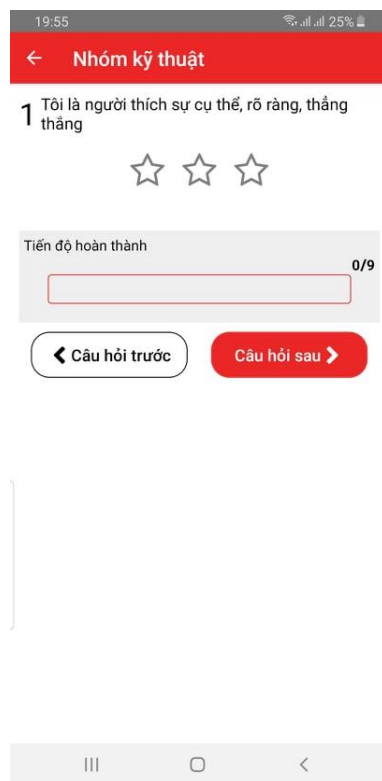 19:55 25%
Nhóm kỹ thuật
1 Tôi là người thích sự cụ thể, rõ ràng, thẳng
thắng
Tiến độ hoàn thành
0/9
Câu hỏi trước Câu hỏi sau